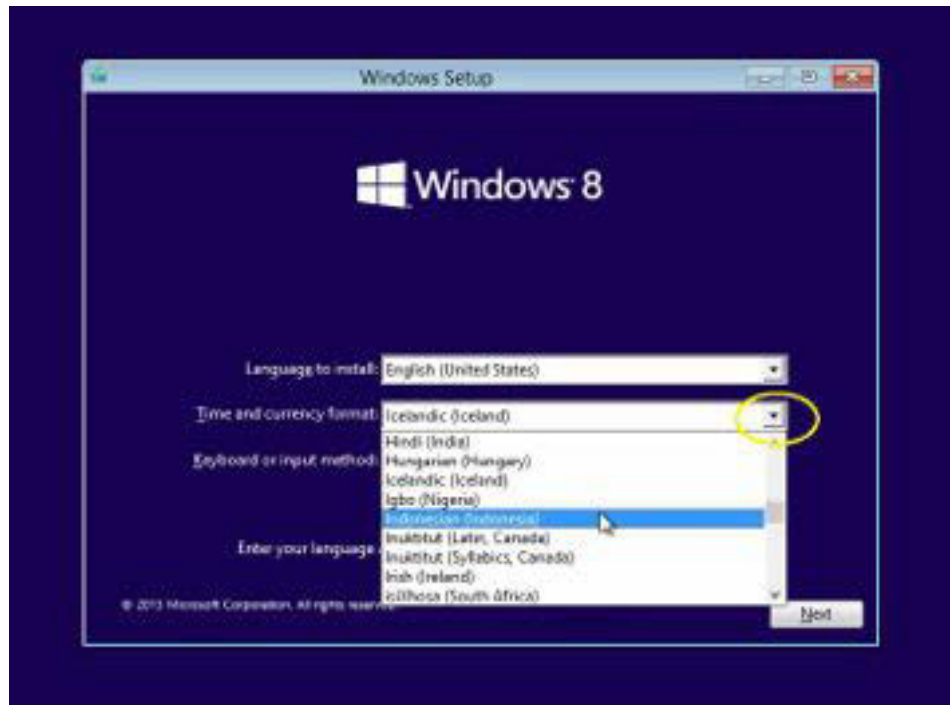 Windows Setup
Windows 8
Language to install: English (United States)
Time and currency format: Icelandic (Iceland)
Hindi (India)
Keyboard or input method: Hungarian (Hungary)
Icelandic (Iceland)
Igbo (Nigeria)
Indonesian (Indonesia)
Inuktitut (Latin, Canada)
Enter your language Inuktitut (Syllabics, Canada)
Irish (Ireland)
isiXhosa (South Africa)
© 2013 Microsoft Corporation. All rights
Next